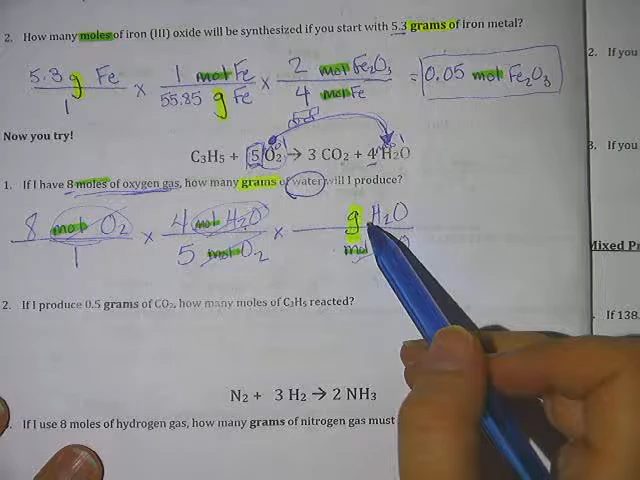 2. How many moles of iron (III) oxide will be synthesized if you start with 5.3 grams of iron metal?
5.3 g Fe / 1 × 1 mol Fe / 55.85 g Fe × 2 mol Fe₂O₃ / 4 mol Fe = 0.05 mol Fe₂O₃
2. If you
Now you try!
C₃H₅ + 5 O₂ → 3 CO₂ + 4 H₂O
3. If you
1. If I have 8 moles of oxygen gas, how many grams of water will I produce?
8 mol O₂ / 1 × 4 mol H₂O / 5 mol O₂ × g H₂O / mol
Mixed Pr
2. If I produce 0.5 grams of CO₂, how many moles of C₃H₅ reacted?
If 138.
N₂ + 3 H₂ → 2 NH₃
If I use 8 moles of hydrogen gas, how many grams of nitrogen gas must